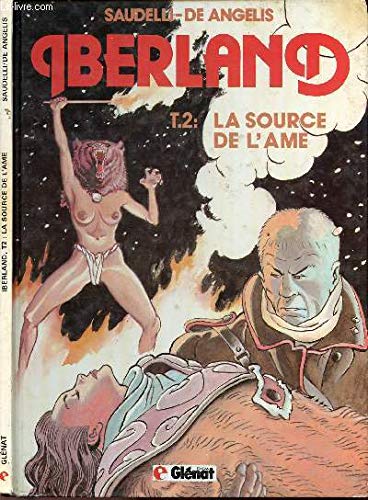 SAUDELLI-DE ANGELIS
IBERLAND
T.2: LA SOURCE
DE L'AME
Glénat
SAUDELLI-DE ANGELIS
IBERLAND, T2 : LA SOURCE DE L'AME
GLÉNAT